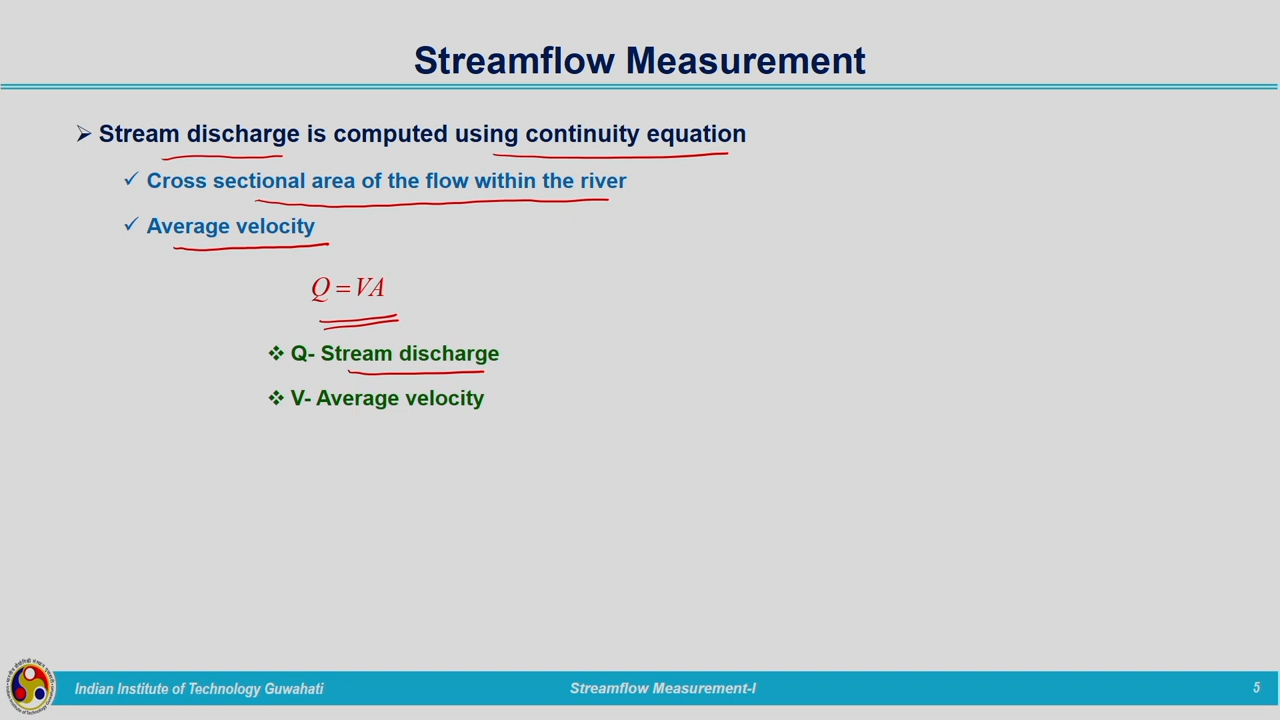 Streamflow Measurement
➢ Stream discharge is computed using continuity equation
✓ Cross sectional area of the flow within the river
✓ Average velocity
Q = VA
❖ Q- Stream discharge
❖ V- Average velocity
Indian Institute of Technology Guwahati
Streamflow Measurement-I
5